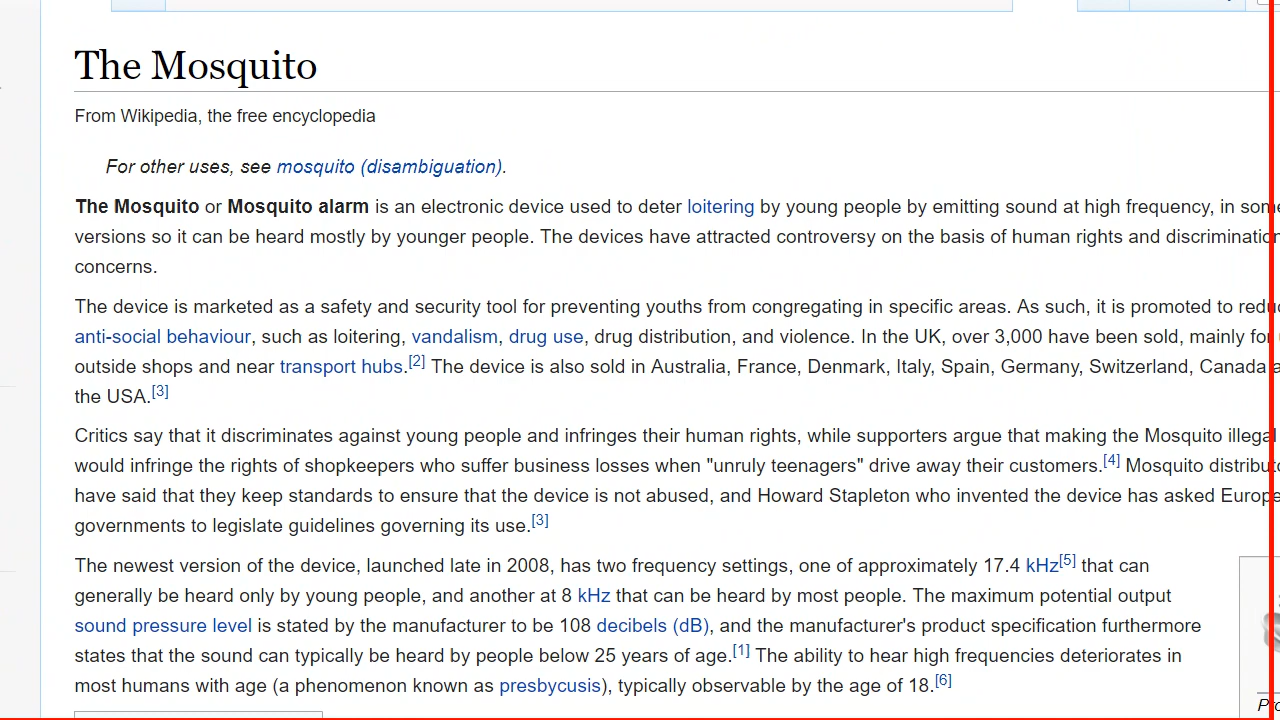 The Mosquito
From Wikipedia, the free encyclopedia
For other uses, see mosquito (disambiguation).
The Mosquito or Mosquito alarm is an electronic device used to deter loitering by young people by emitting sound at high frequency, in some
versions so it can be heard mostly by younger people. The devices have attracted controversy on the basis of human rights and discrimination
concerns.
The device is marketed as a safety and security tool for preventing youths from congregating in specific areas. As such, it is promoted to
anti-social behaviour, such as loitering, vandalism, drug use, drug distribution, and violence. In the UK, over 3,000 have been sold, mainly for
outside shops and near transport hubs.[2] The device is also sold in Australia, France, Denmark, Italy, Spain, Germany, Switzerland, Canada
the USA.[3]
Critics say that it discriminates against young people and infringes their human rights, while supporters argue that making the Mosquito illegal
would infringe the rights of shopkeepers who suffer business losses when "unruly teenagers" drive away their customers.[4] Mosquito
have said that they keep standards to ensure that the device is not abused, and Howard Stapleton who invented the device has asked
governments to legislate guidelines governing its use.[3]
The newest version of the device, launched late in 2008, has two frequency settings, one of approximately 17.4 kHz[5] that can
generally be heard only by young people, and another at 8 kHz that can be heard by most people. The maximum potential output
sound pressure level is stated by the manufacturer to be 108 decibels (dB), and the manufacturer's product specification furthermore
states that the sound can typically be heard by people below 25 years of age.[1] The ability to hear high frequencies deteriorates in
most humans with age (a phenomenon known as presbycusis), typically observable by the age of 18.[6]